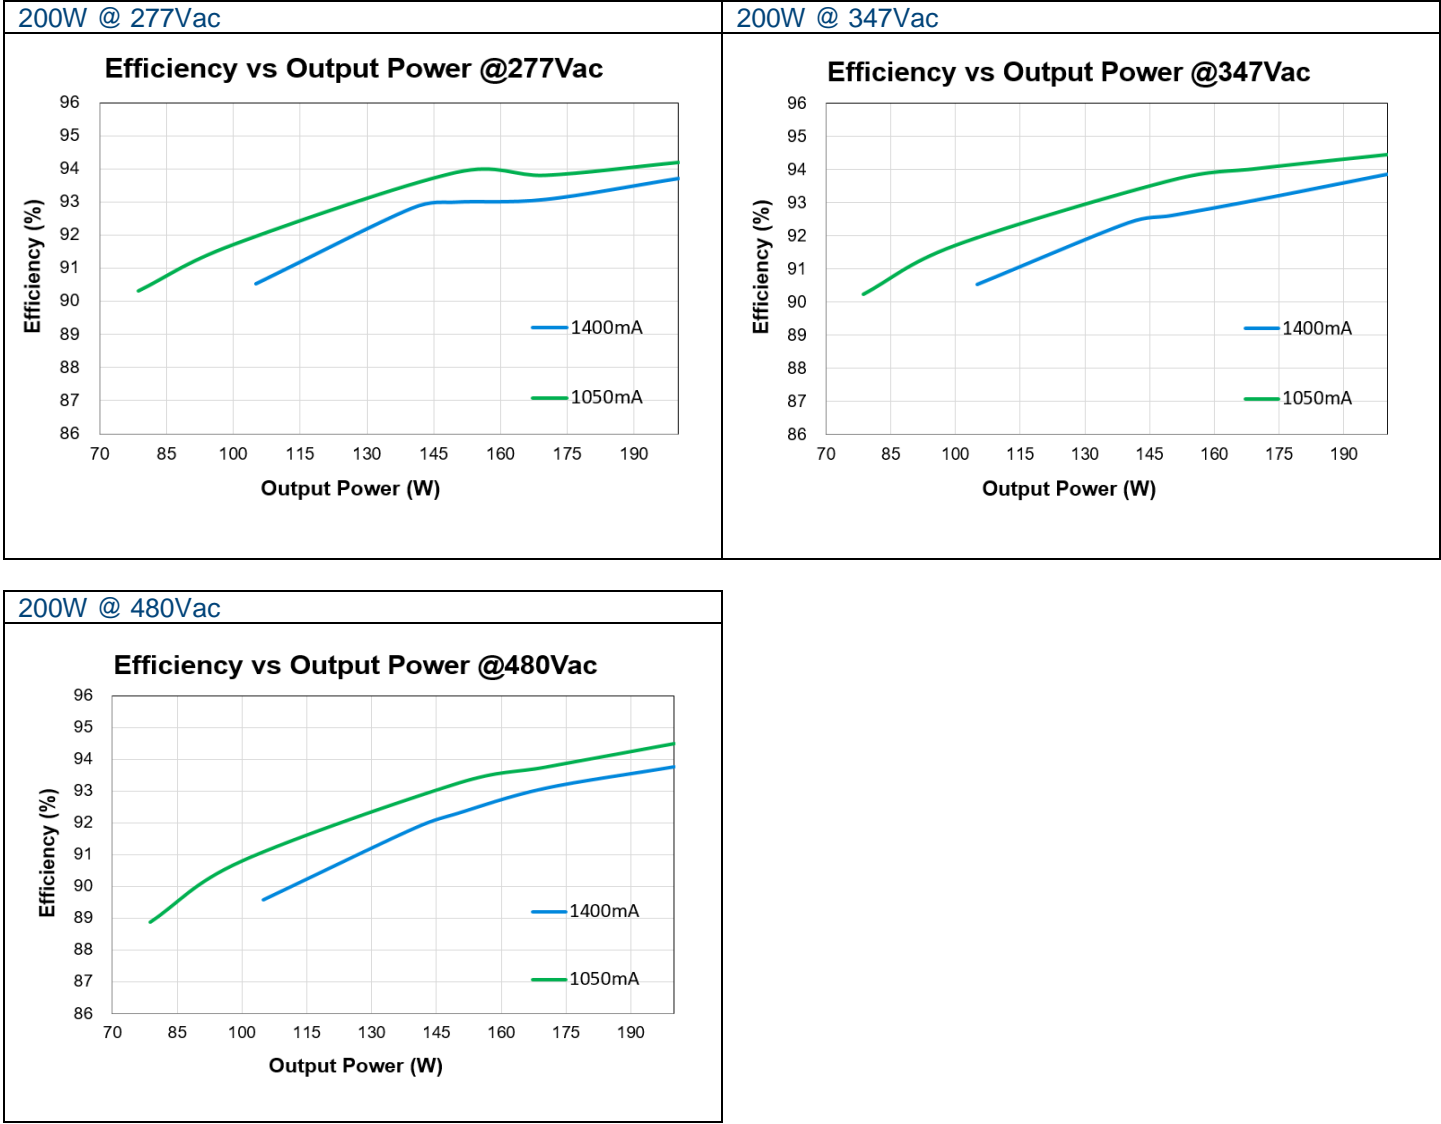 200W @ 277Vac
Efficiency vs Output Power @277Vac
96
95
94
93
92
91
90
89
88
87
86
Efficiency (%)
1400mA
1050mA
70 85 100 115 130 145 160 175 190
Output Power (W)
200W @ 347Vac
Efficiency vs Output Power @347Vac
96
95
94
93
92
91
90
89
88
87
86
Efficiency (%)
1400mA
1050mA
70 85 100 115 130 145 160 175 190
Output Power (W)
200W @ 480Vac
Efficiency vs Output Power @480Vac
96
95
94
93
92
91
90
89
88
87
86
Efficiency (%)
1400mA
1050mA
70 85 100 115 130 145 160 175 190
Output Power (W)